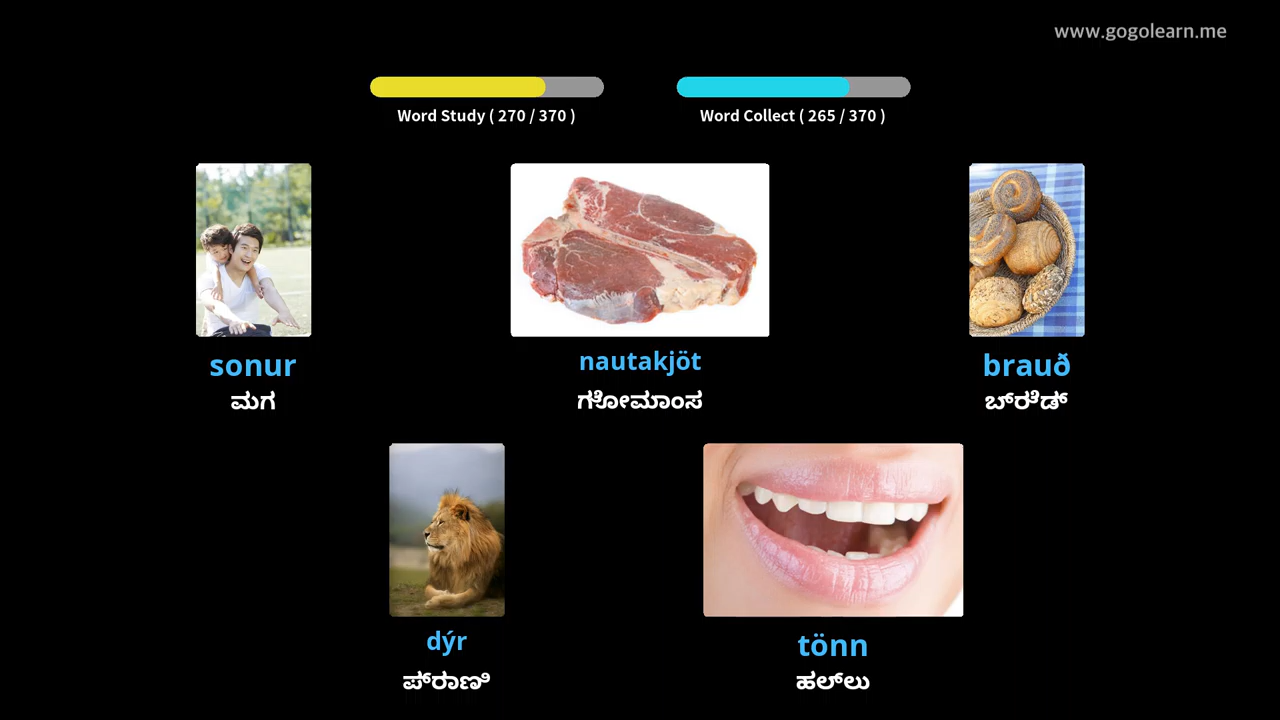 www.gogolearn.me
Word Study ( 270 / 370 )
Word Collect ( 265 / 370 )
sonur
ಮಗ
nautakjöt
ಗೋಮಾಂಸ
brauð
ಬ್ರೆಡ್
dýr
ಪ್ರಾಣಿ
tönn
ಹಲ್ಲು